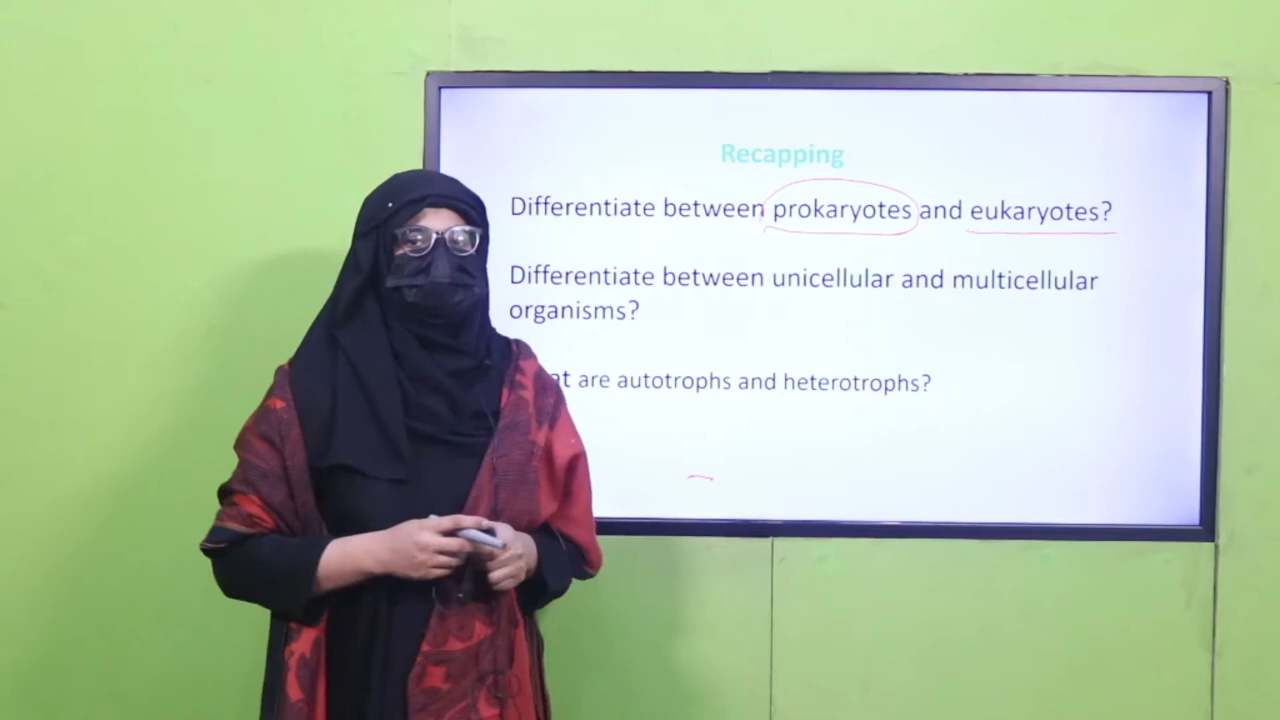 Recapping
Differentiate between prokaryotes and eukaryotes?
Differentiate between unicellular and multicellular
organisms?
are autotrophs and heterotrophs?